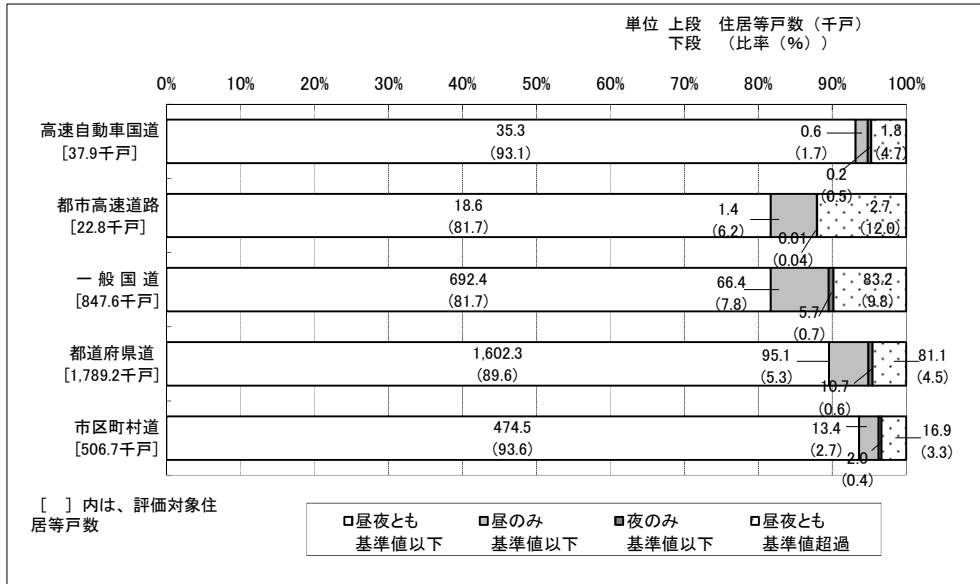 単位 上段 住居等戸数（千戸）
下段 （比率（%））
0% 10% 20% 30% 40% 50% 60% 70% 80% 90% 100%
高速自動車国道
[37.9千戸]
35.3
(93.1)
0.6
(1.7)
0.2
(0.5)
1.8
(4.7)
都市高速道路
[22.8千戸]
18.6
(81.7)
1.4
(6.2)
0.01
(0.04)
2.7
(12.0)
一 般 国 道
[847.6千戸]
692.4
(81.7)
66.4
(7.8)
5.7
(0.7)
83.2
(9.8)
都道府県道
[1,789.2千戸]
1,602.3
(89.6)
95.1
(5.3)
10.7
(0.6)
81.1
(4.5)
市区町村道
[506.7千戸]
474.5
(93.6)
13.4
(2.7)
2.0
(0.4)
16.9
(3.3)
[ ]内は、評価対象住
居等戸数
昼夜とも
基準値以下
昼のみ
基準値以下
夜のみ
基準値以下
昼夜とも
基準値超過